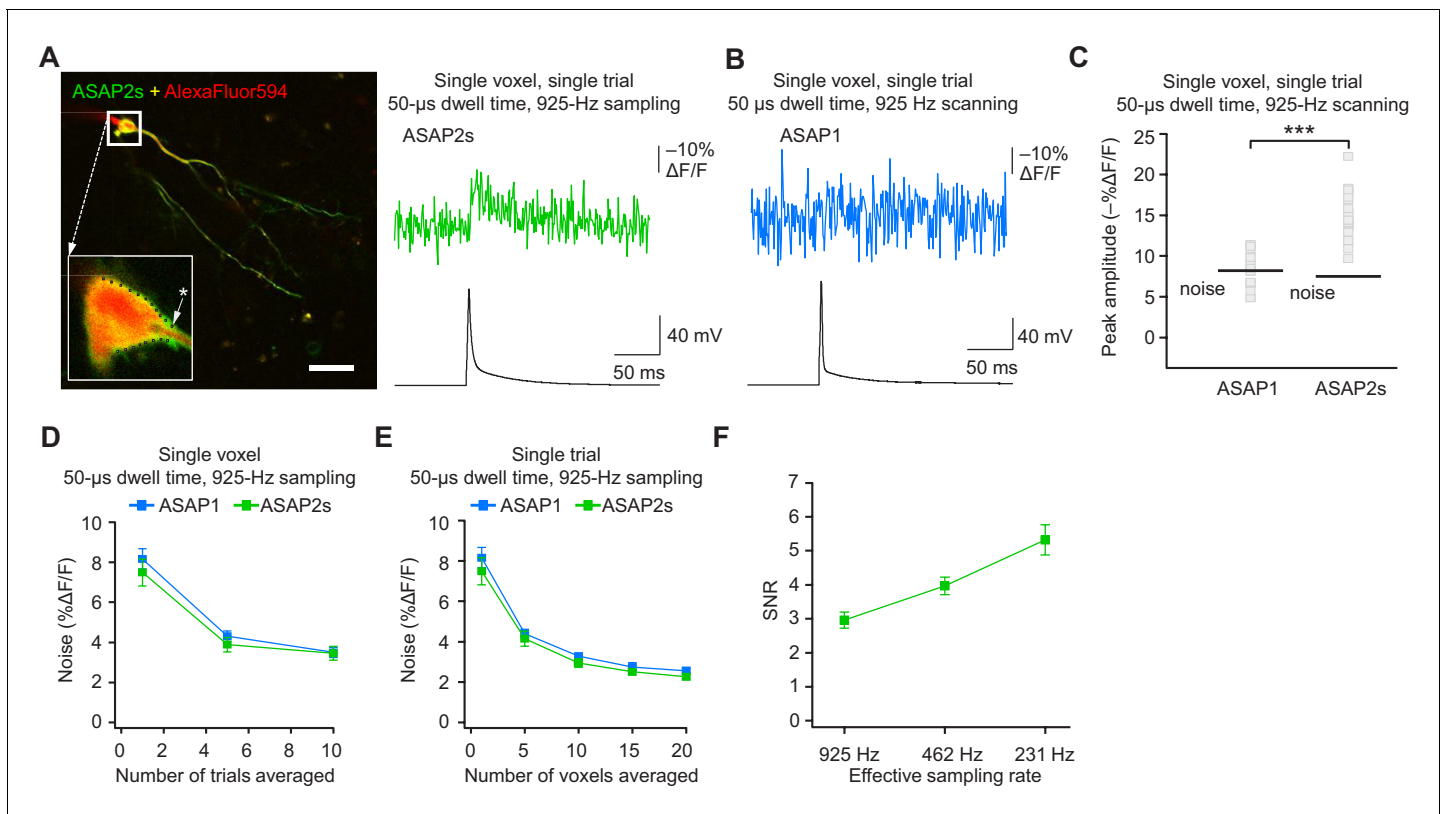 A
ASAP2s + AlexaFluor594
*
Single voxel, single trial
50-µs dwell time, 925-Hz sampling
ASAP2s
–10%
ΔF/F
40 mV
50 ms
B
Single voxel, single trial
50 µs dwell time, 925 Hz scanning
ASAP1
–10%
ΔF/F
40 mV
50 ms
C
Single voxel, single trial
50-µs dwell time, 925-Hz scanning
***
Peak amplitude (–%ΔF/F)
25
20
15
10
5
0
noise
noise
ASAP1
ASAP2s
D
Single voxel
50-µs dwell time, 925-Hz sampling
ASAP1 ASAP2s
Noise (%ΔF/F)
10
8
6
4
2
0
0 2 4 6 8 10
Number of trials averaged
E
Single trial
50-µs dwell time, 925-Hz sampling
ASAP1 ASAP2s
Noise (%ΔF/F)
10
8
6
4
2
0
0 5 10 15 20
Number of voxels averaged
F
SNR
7
6
5
4
3
2
1
0
925 Hz 462 Hz 231 Hz
Effective sampling rate